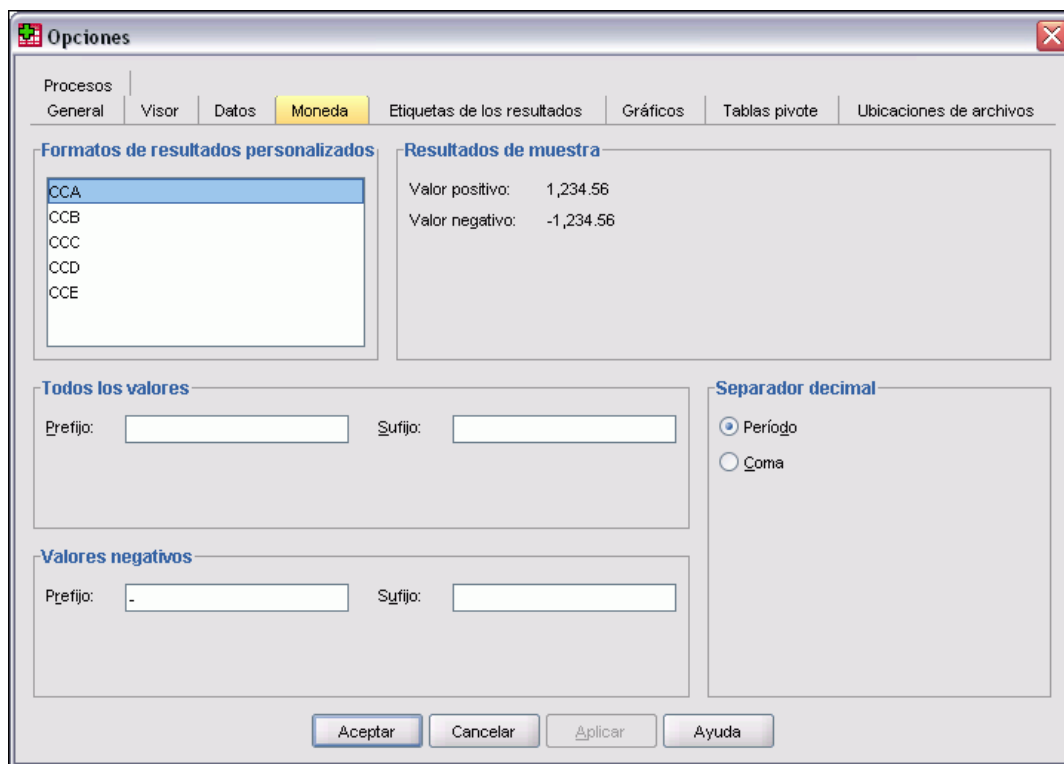 Opciones
Procesos
General Visor Datos Moneda Etiquetas de los resultados Gráficos Tablas pivote Ubicaciones de archivos
Formatos de resultados personalizados
CCA
CCB
CCC
CCD
CCE
Resultados de muestra
Valor positivo: 1,234.56
Valor negativo: -1,234.56
Todos los valores
Prefijo: Sufijo:
Separador decimal
Período
Coma
Valores negativos
Prefijo: - Sufijo:
Aceptar Cancelar Aplicar Ayuda